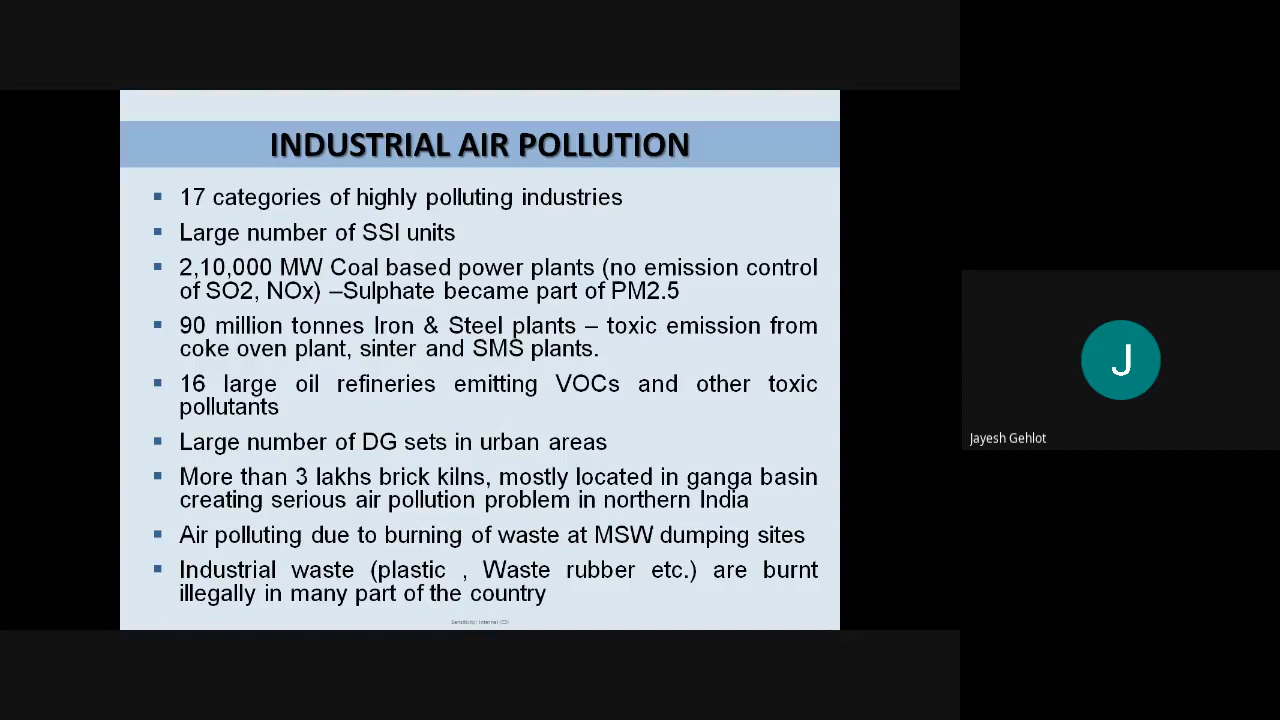 INDUSTRIAL AIR POLLUTION
▪ 17 categories of highly polluting industries
▪ Large number of SSI units
▪ 2,10,000 MW Coal based power plants (no emission control
of SO2, NOx) –Sulphate became part of PM2.5
▪ 90 million tonnes Iron & Steel plants – toxic emission from
coke oven plant, sinter and SMS plants.
▪ 16 large oil refineries emitting VOCs and other toxic
pollutants
▪ Large number of DG sets in urban areas
▪ More than 3 lakhs brick kilns, mostly located in ganga basin
creating serious air pollution problem in northern India
▪ Air polluting due to burning of waste at MSW dumping sites
▪ Industrial waste (plastic , Waste rubber etc.) are burnt
illegally in many part of the country
Sensitivity: Internal (C3)
J
Jayesh Gehlot